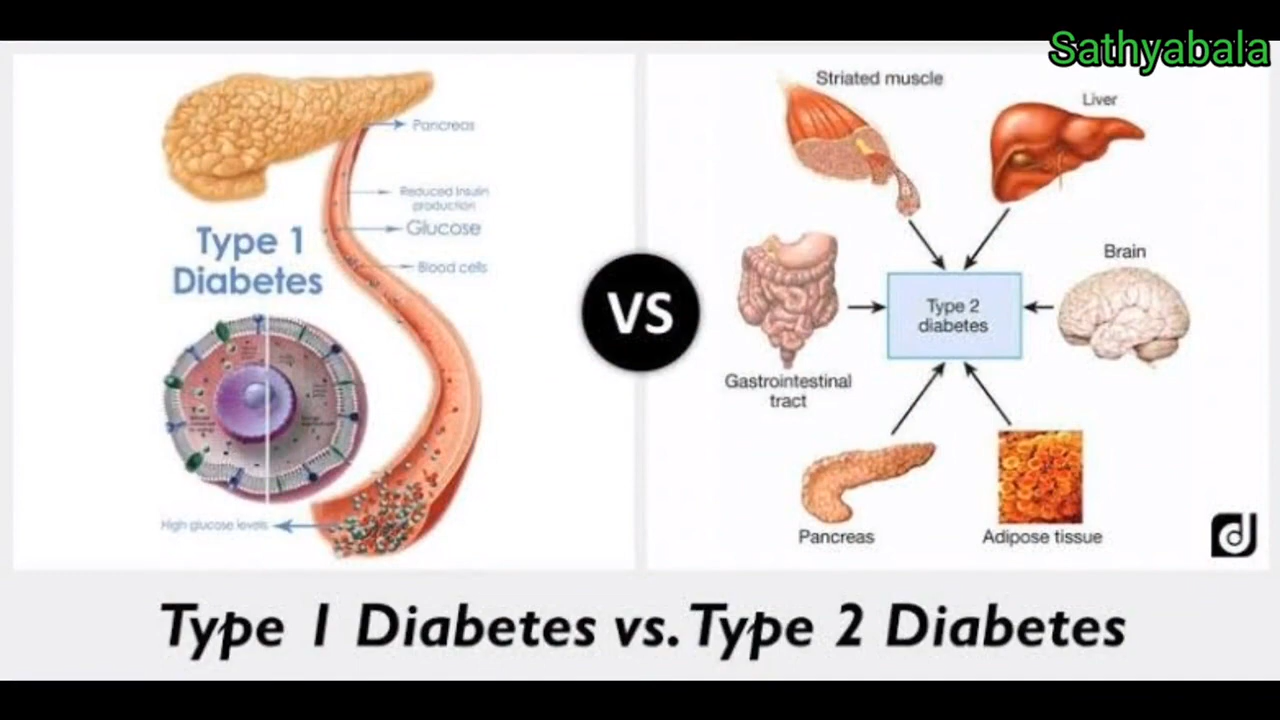 Sathyabala
Pancreas
Reduced Insulin
production
Glucose
Blood cells
Type 1
Diabetes
High glucose levels
VS
Striated muscle
Liver
Brain
Type 2
diabetes
Gastrointestinal
tract
Pancreas
Adipose tissue
Type 1 Diabetes vs. Type 2 Diabetes